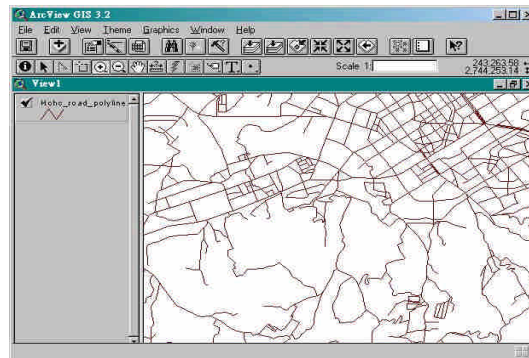 ArcView GIS 3.2
File Edit View Theme Graphics Window Help
Scale 1:
243,263.58
2,744,253.14
View1
Hoho_road_polyline